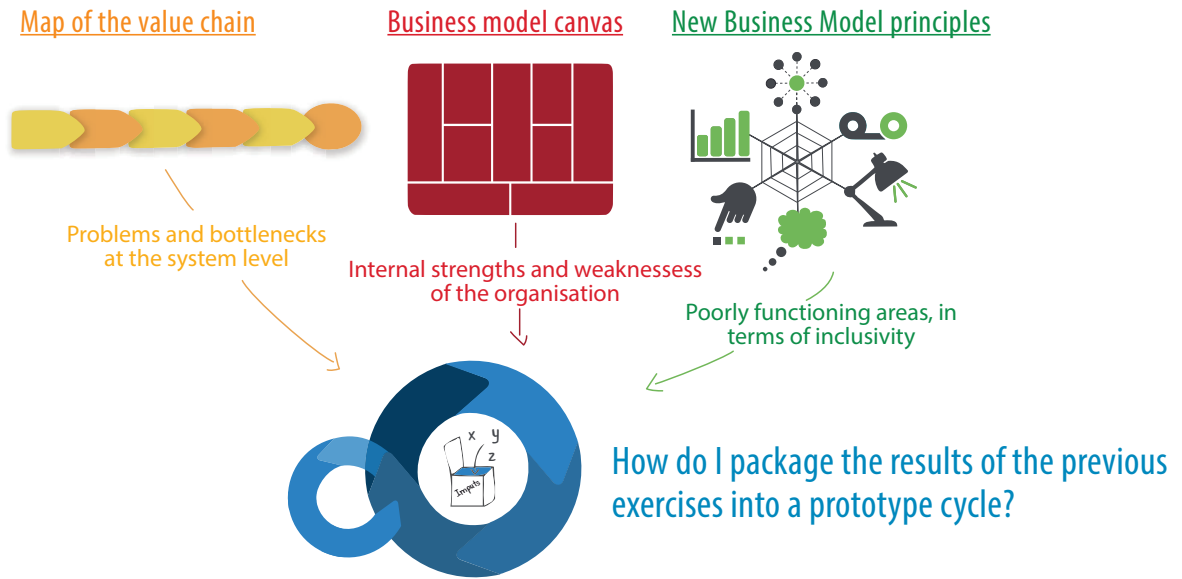 Map of the value chain
Business model canvas
New Business Model principles
Problems and bottlenecks
at the system level
Internal strengths and weaknessess
of the organisation
Poorly functioning areas, in
terms of inclusivity
x y
z
Imputs
How do I package the results of the previous
exercises into a prototype cycle?